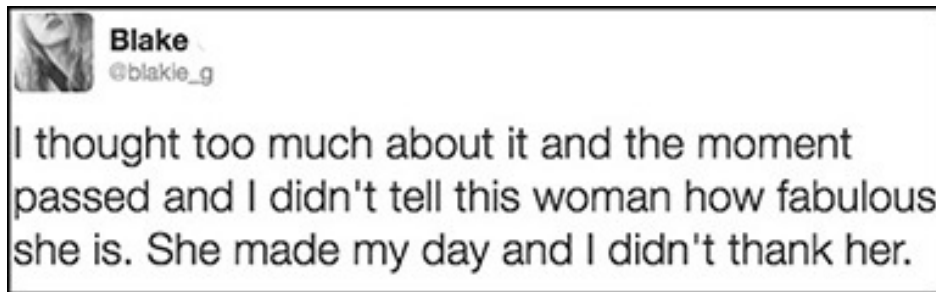 Blake
@blakie_g
I thought too much about it and the moment
passed and I didn't tell this woman how fabulous
she is. She made my day and I didn't thank her.